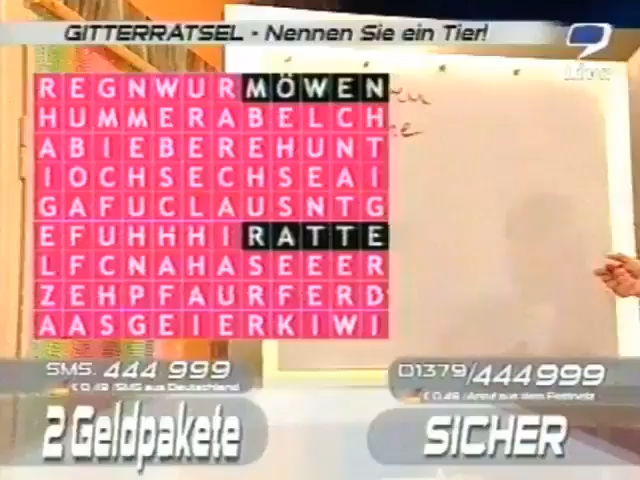 GITTERRÄTSEL - Nennen Sie ein Tier!
9
Live
REGNWURMÖWEN
HUMMERABELCH
ABIEBEREHUNT
IOCHSECHSEAI
GAFUCLAUSNTG
EFUHHHIRATTE
LFCNAHASEEER
ZEHPFAURFERD
AASGEIERKIWI
SMS. 444 999
€ 0,49 /SMS aus Deutschland
01379/444999
€ 0,49 /Anruf aus dem Festnetz
2 Geldpakete
SICHER